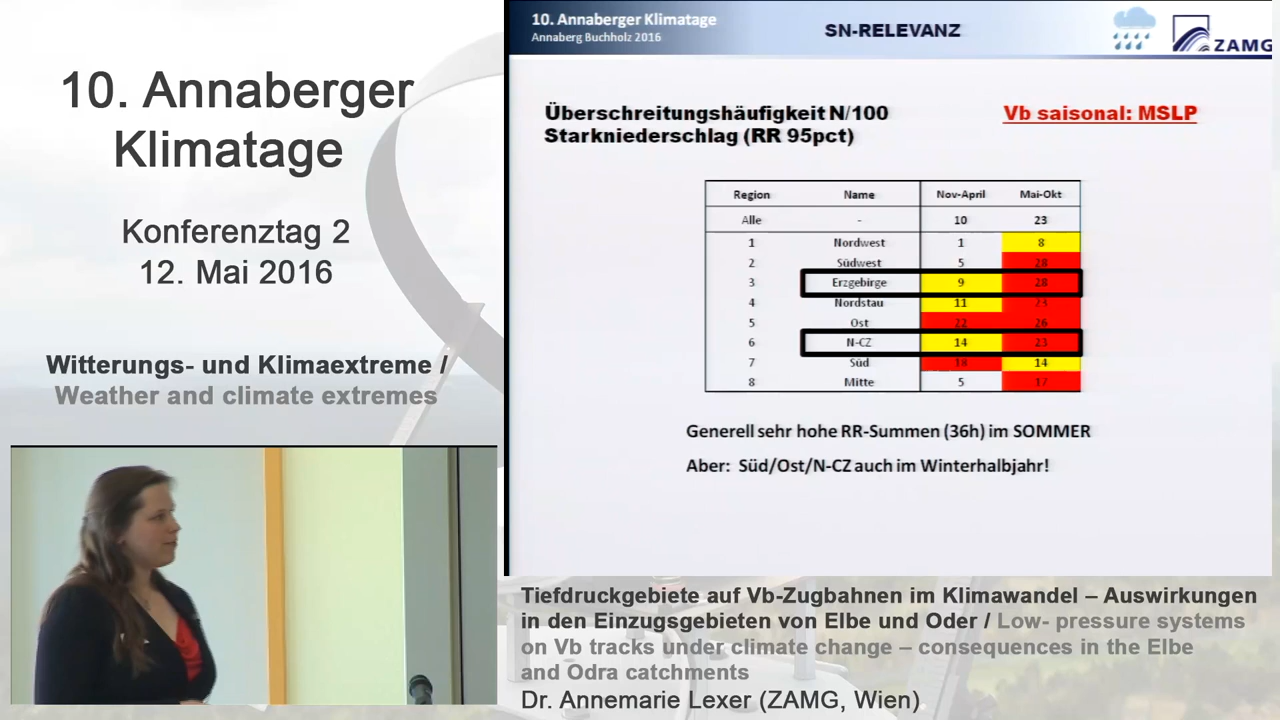 10. Annaberger
Klimatage
Konferenztag 2
12. Mai 2016
Witterungs- und Klimaextreme /
Weather and climate extremes
10. Annaberger Klimatage
Annaberg Buchholz 2016
SN-RELEVANZ
ZAMG
Überschreitungshäufigkeit N/100
Starkniederschlag (RR 95pct)
Vb saisonal: MSLP
Region Name Nov-April Mai-Okt
Alle - 10 23
1 Nordwest 1 8
2 Südwest 5 28
3 Erzgebirge 9 28
4 Nordstau 11 23
5 Ost 22 26
6 N-CZ 14 23
7 Süd 18 14
8 Mitte 5 17
Generell sehr hohe RR-Summen (36h) im SOMMER
Aber: Süd/Ost/N-CZ auch im Winterhalbjahr!
Tiefdruckgebiete auf Vb-Zugbahnen im Klimawandel – Auswirkungen
in den Einzugsgebieten von Elbe und Oder / Low- pressure systems
on Vb tracks under climate change – consequences in the Elbe
and Odra catchments
Dr. Annemarie Lexer (ZAMG, Wien)